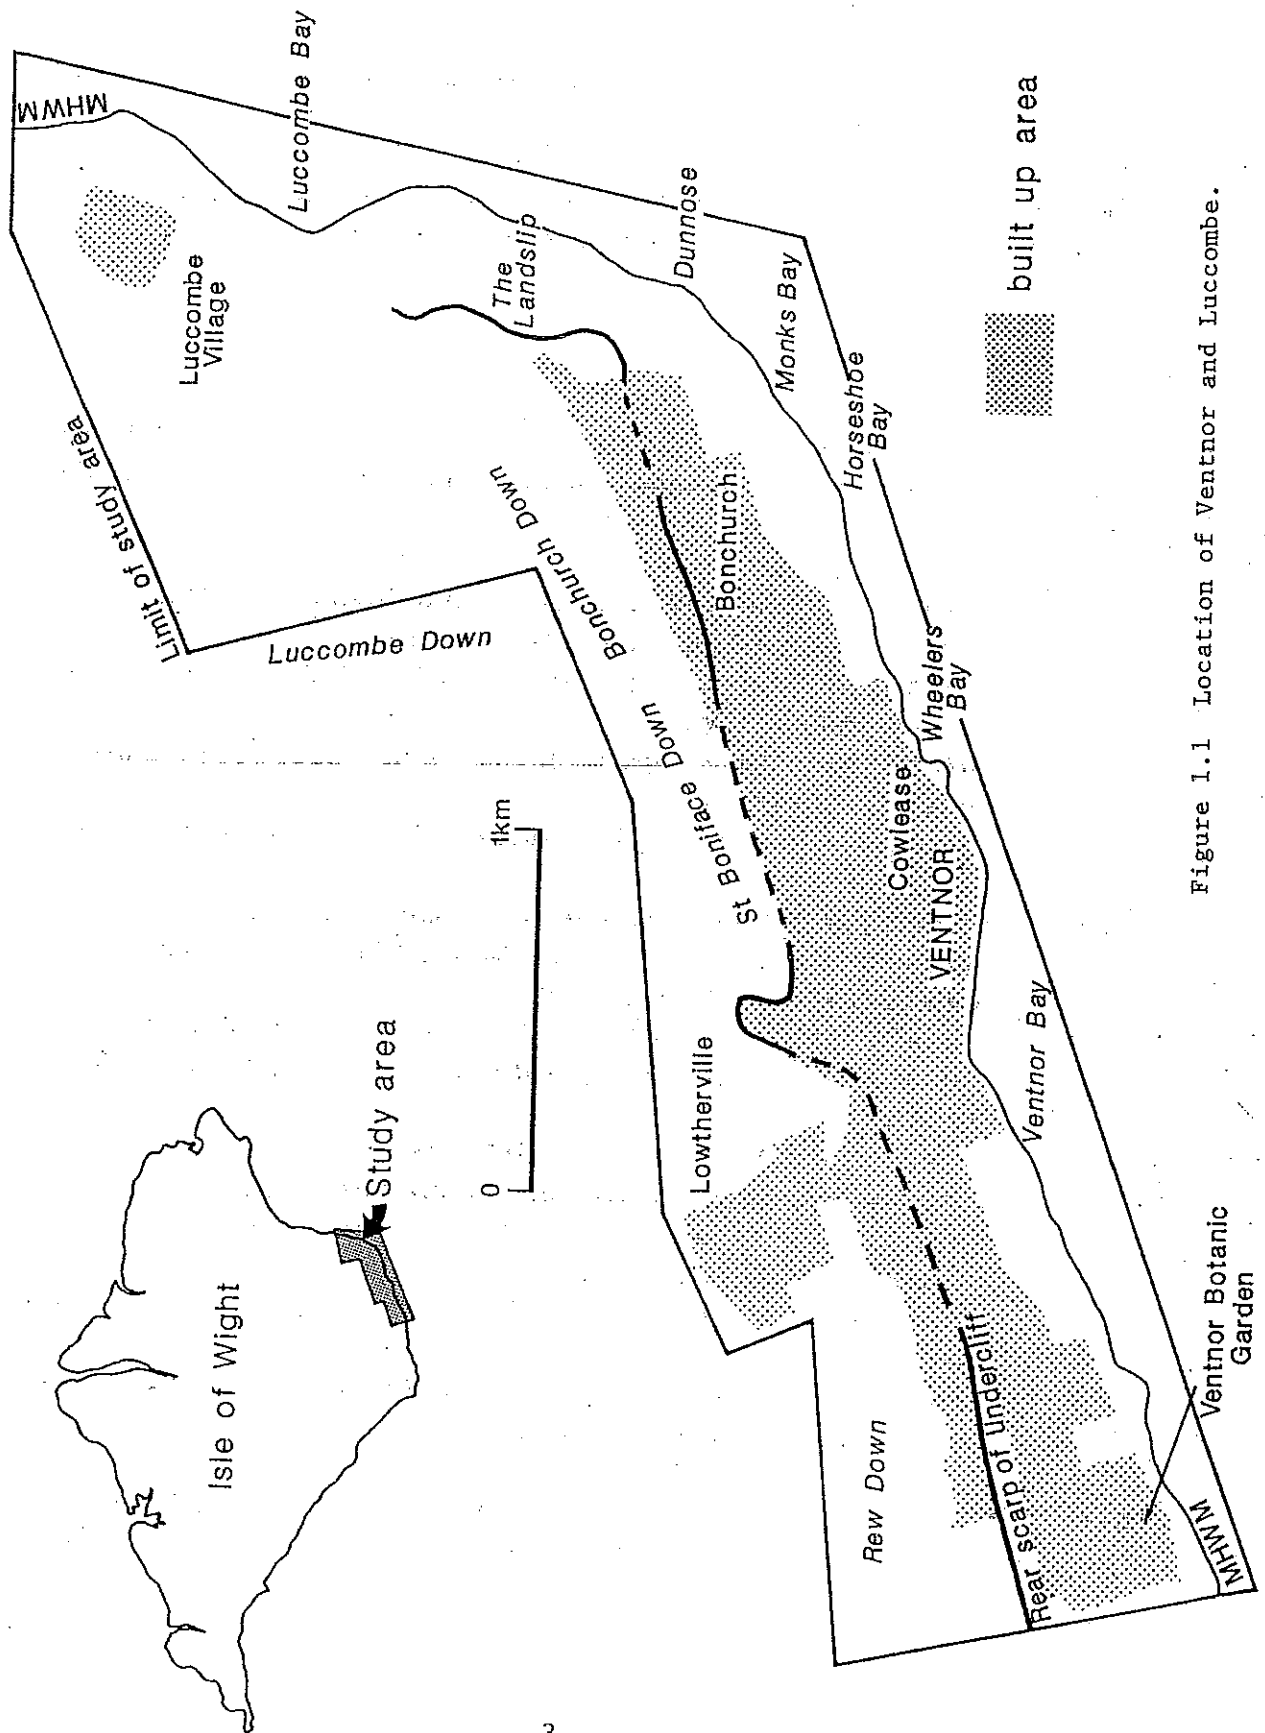 Isle of Wight
Study area
0
1km
Limit of study area
MHWM
Luccombe
Village
Luccombe Bay
Luccombe Down
The
Landslip
Dunnose
Bonchurch Down
Monks Bay
St Boniface Down
Horseshoe
Bay
Bonchurch
Lowtherville
Wheelers
Bay
Cowlease
VENTNOR
Ventnor Bay
Rew Down
Rear scarp of undercliff
MHWM
Ventnor Botanic
Garden
built up area
Figure 1.1 Location of Ventnor and Luccombe.
3